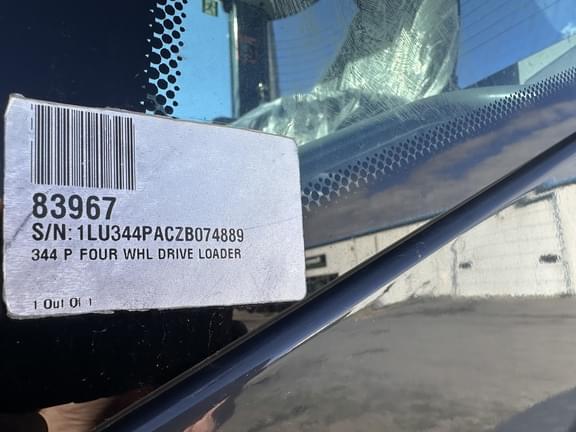 83967
S/N: 1LU344PACZB074889
344 P FOUR WHL DRIVE LOADER
1 Out Of 1